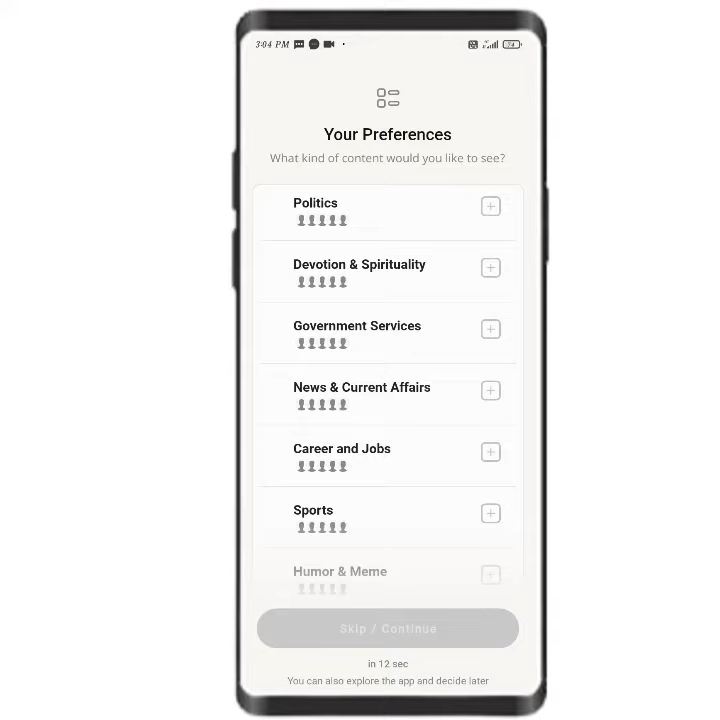 3:04 PM
24
Your Preferences
What kind of content would you like to see?
Politics
Devotion & Spirituality
Government Services
News & Current Affairs
Career and Jobs
Sports
Humor & Meme
Skip / Continue
in 12 sec
You can also explore the app and decide later